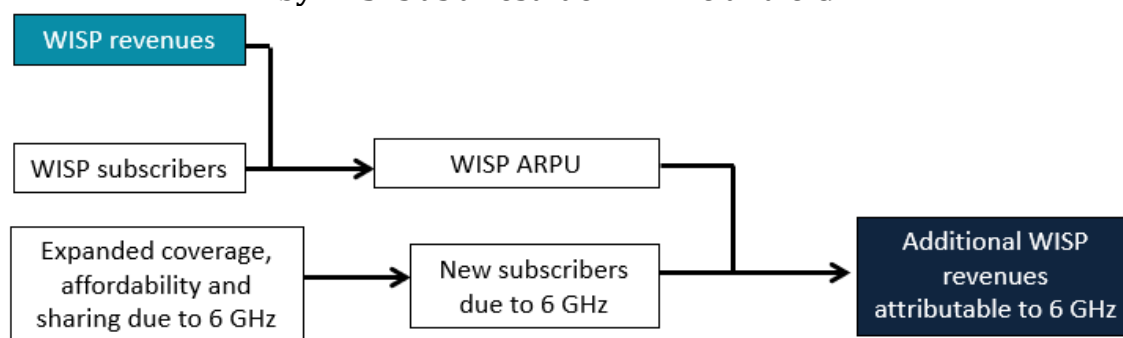 WISP revenues
WISP subscribers
WISP ARPU
Expanded coverage,
affordability and
sharing due to 6 GHz
New subscribers
due to 6 GHz
Additional WISP
revenues
attributable to 6 GHz